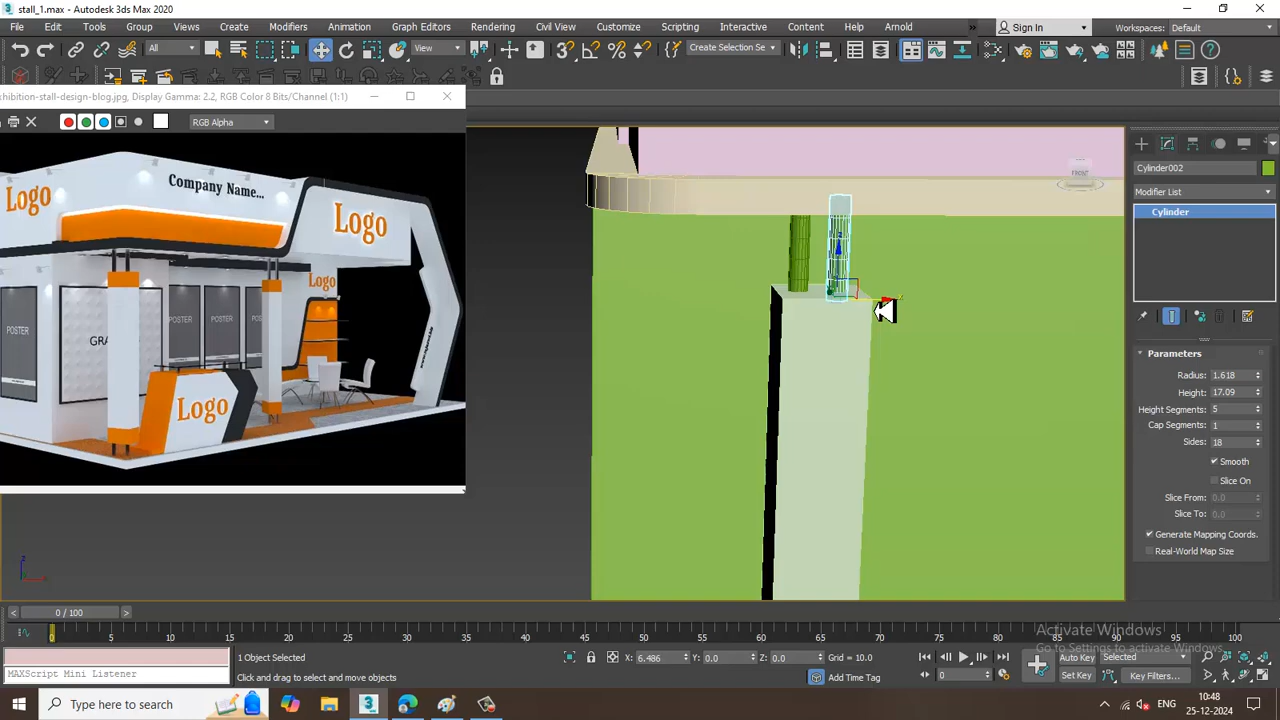 stall_1.max - Autodesk 3ds Max 2020
File Edit Tools Group Views Create Modifiers Animation Graph Editors Rendering Civil View Customize Scripting Interactive Content Arnold Sign In Workspaces: Default
All View Create Selection Se
hibition-stall-design-blog.jpg, Display Gamma: 2.2, RGB Color 8 Bits/Channel (1:1)
RGB Alpha
Logo
Company Name...
Logo
Logo
POSTER
POSTER
POSTER
GRA
Logo
FRONT
Cylinder002
Modifier List
Cylinder
Parameters
Radius: 1.618
Height: 17.09
Height Segments: 5
Cap Segments: 1
Sides: 18
Smooth
Slice On
Slice From: 0.0
Slice To: 0.0
Generate Mapping Coords.
Real-World Map Size
z
x
< 0 / 100 >
0 5 10 15 20 25 30 35 40 45 50 55 60 65 70 75 80 85 90 95 100
Activate Windows
Go to Settings to activate Windows.
1 Object Selected X: 6.486 Y: 0.0 Z: 0.0 Grid = 10.0 Auto Key Selected
MAXScript Mini Listener Click and drag to select and move objects Add Time Tag 0 Set Key Key Filters...
Type here to search
ENG
10:48
25-12-2024